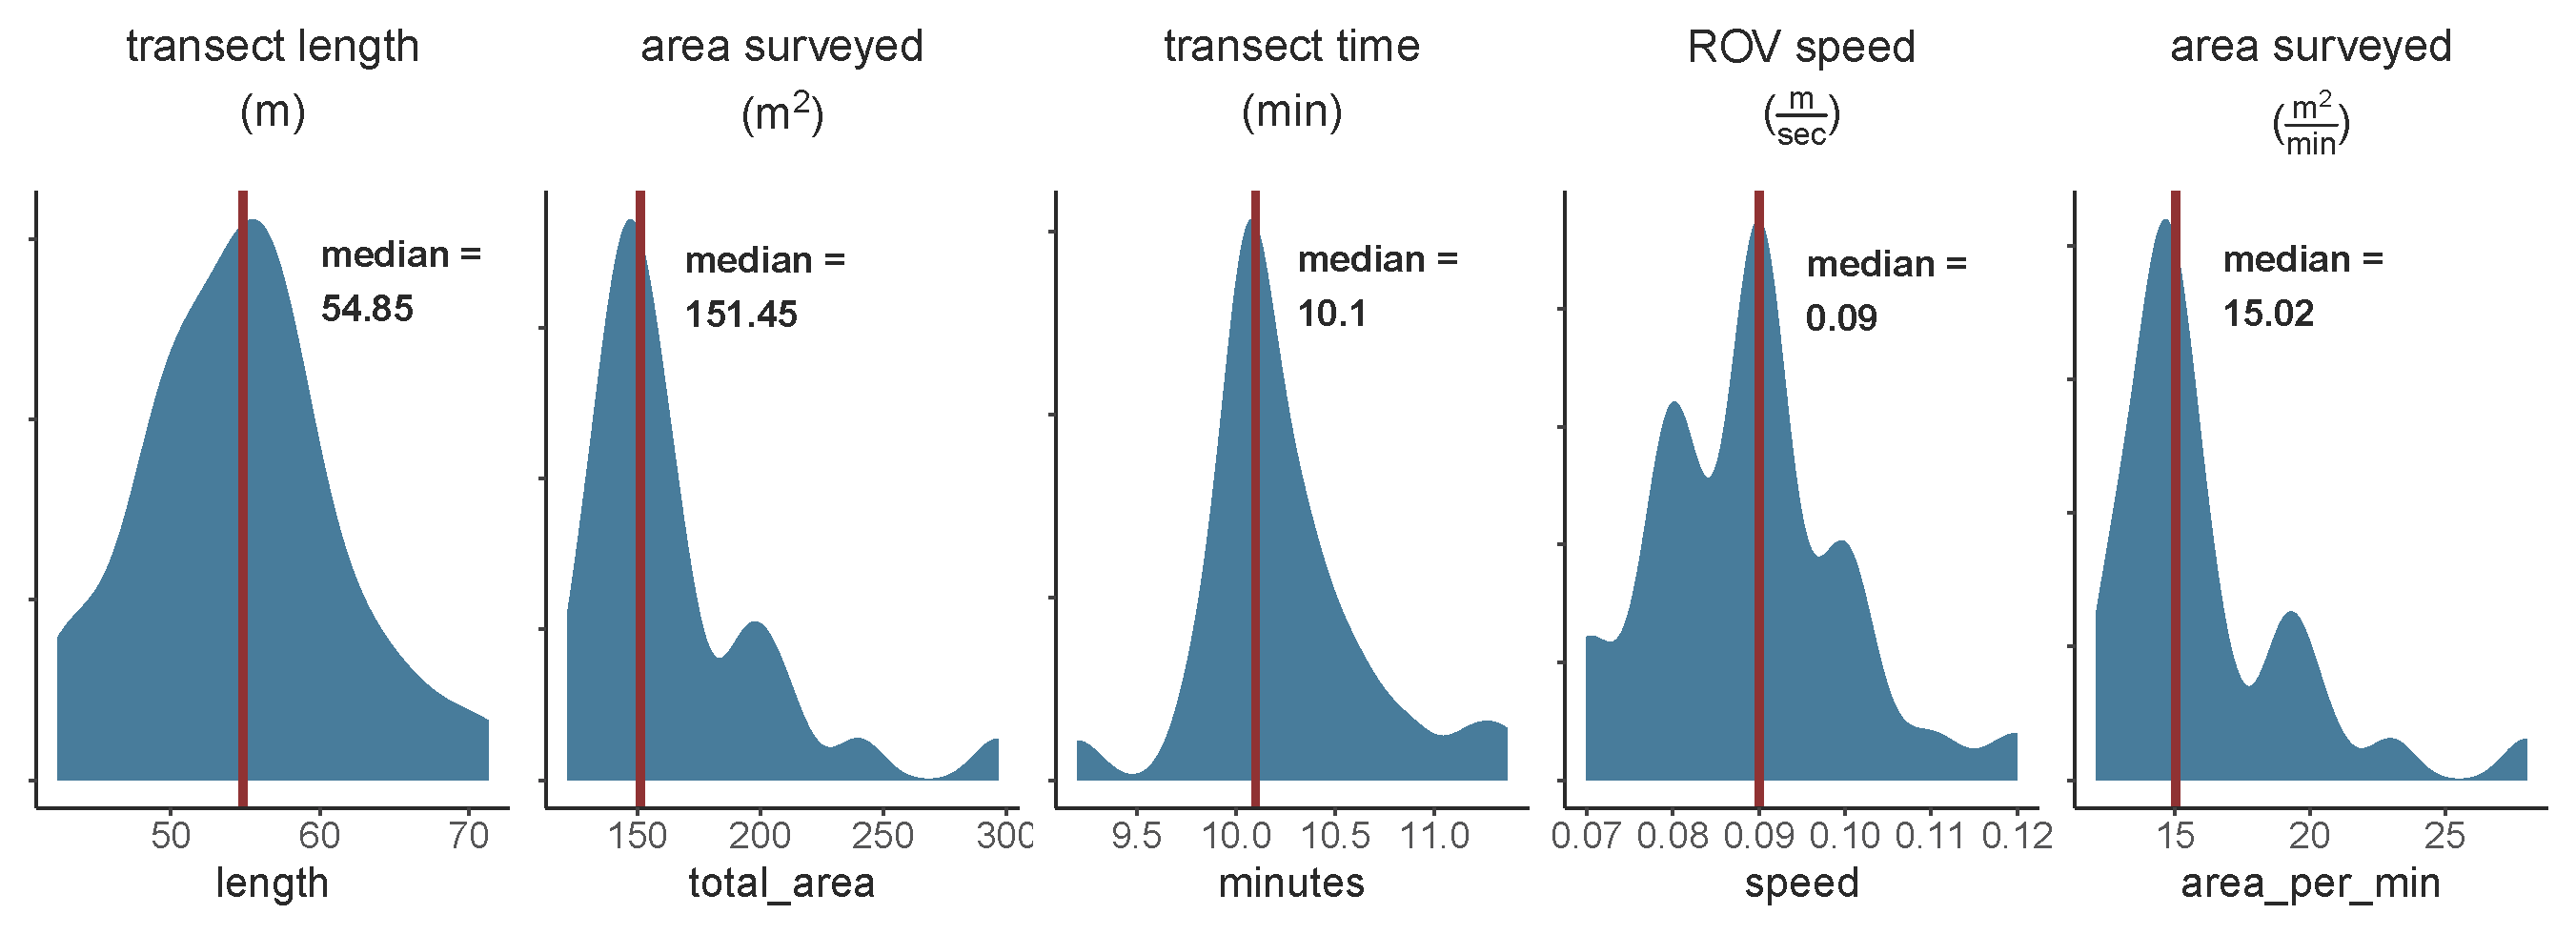 transect length
(m)
median =
54.85
50 60 70
length
area surveyed
(m²)
median =
151.45
150 200 250 300
total_area
transect time
(min)
median =
10.1
9.5 10.0 10.5 11.0
minutes
ROV speed
(m/sec)
median =
0.09
0.07 0.08 0.09 0.10 0.11 0.12
speed
area surveyed
(m²/min)
median =
15.02
15 20 25
area_per_min